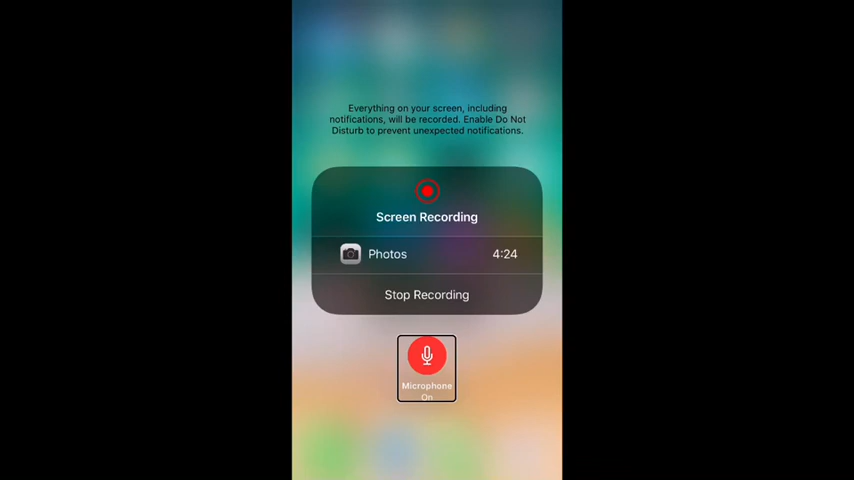 Everything on your screen, including
notifications, will be recorded. Enable Do Not
Disturb to prevent unexpected notifications.
Screen Recording
Photos 4:24
Stop Recording
Microphone
On